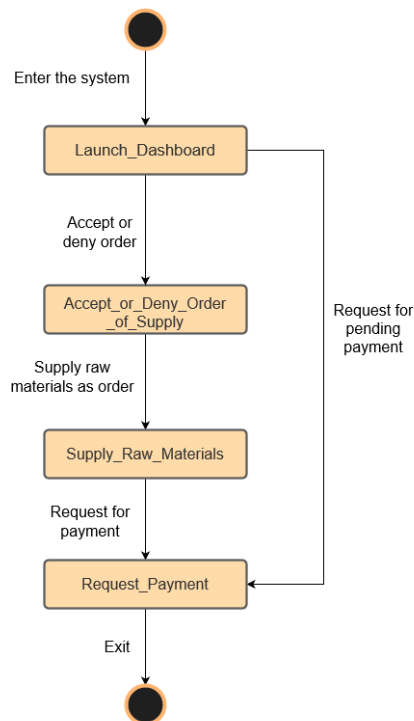 Enter the system
Launch_Dashboard
Accept or
deny order
Accept_or_Deny_Order
_of_Supply
Request for
pending
payment
Supply raw
materials as order
Supply_Raw_Materials
Request for
payment
Request_Payment
Exit